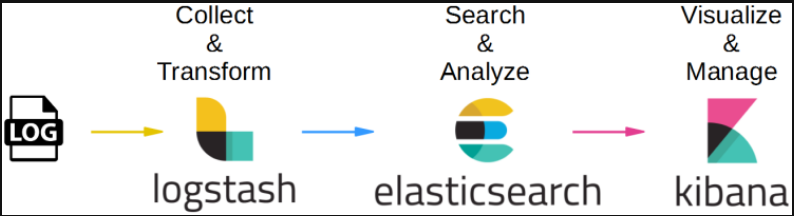 Collect
&
Transform
Search
&
Analyze
Visualize
&
Manage
LOG
logstash
elasticsearch
kibana